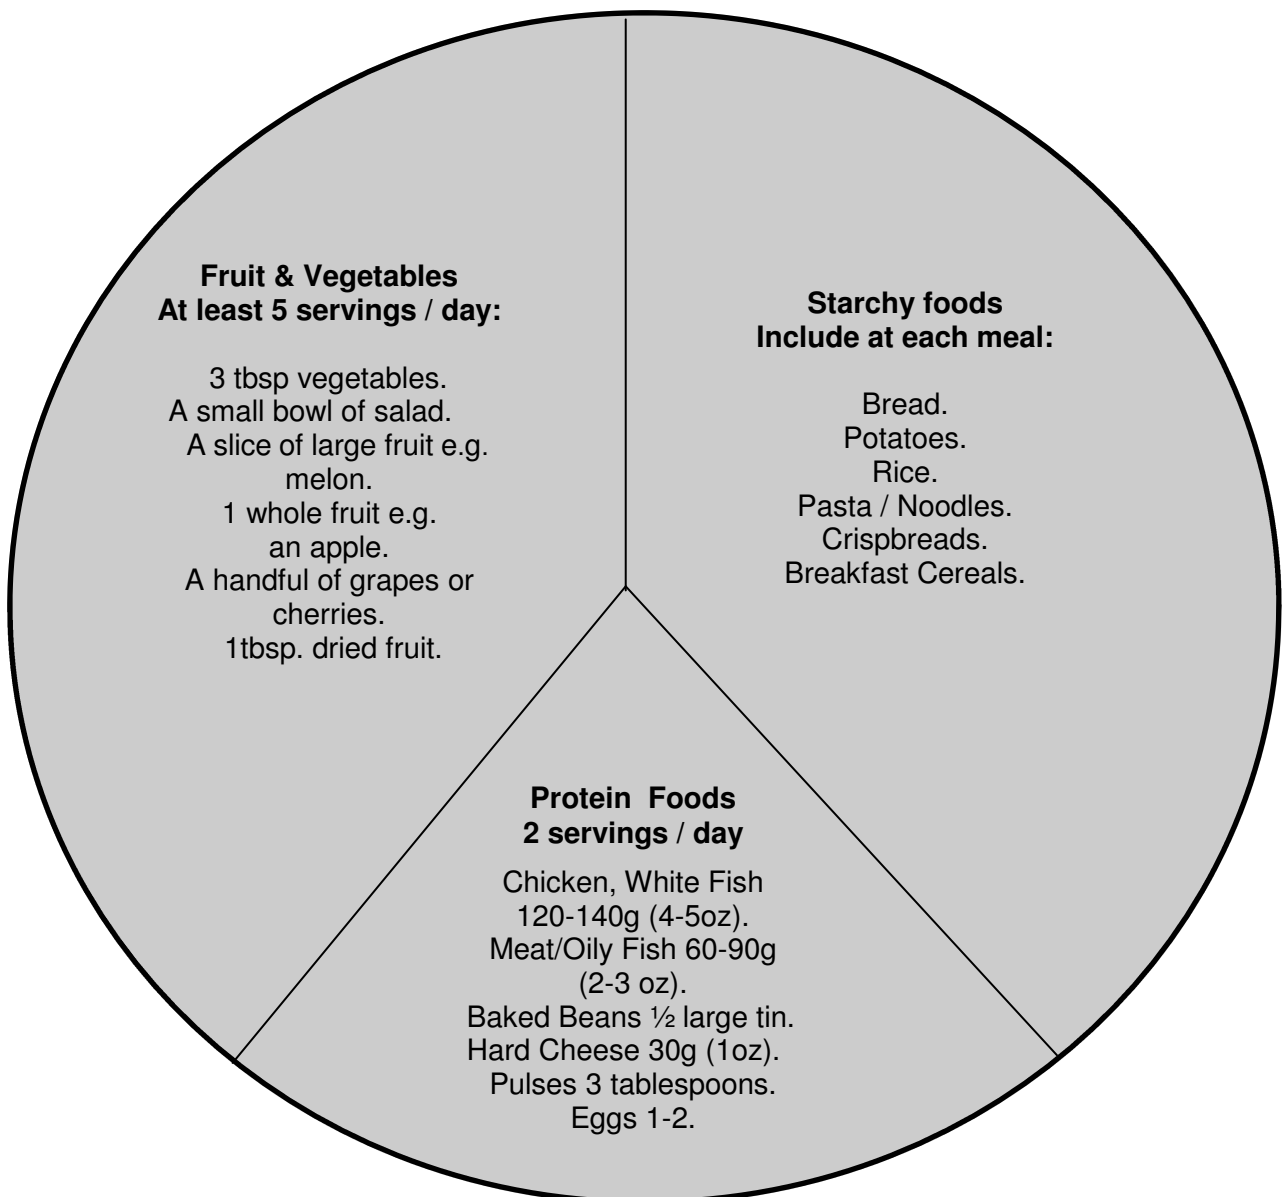 Fruit & Vegetables
At least 5 servings / day:
3 tbsp vegetables.
A small bowl of salad.
A slice of large fruit e.g.
melon.
1 whole fruit e.g.
an apple.
A handful of grapes or
cherries.
1tbsp. dried fruit.
Starchy foods
Include at each meal:
Bread.
Potatoes.
Rice.
Pasta / Noodles.
Crispbreads.
Breakfast Cereals.
Protein Foods
2 servings / day
Chicken, White Fish
120-140g (4-5oz).
Meat/Oily Fish 60-90g
(2-3 oz).
Baked Beans ½ large tin.
Hard Cheese 30g (1oz).
Pulses 3 tablespoons.
Eggs 1-2.